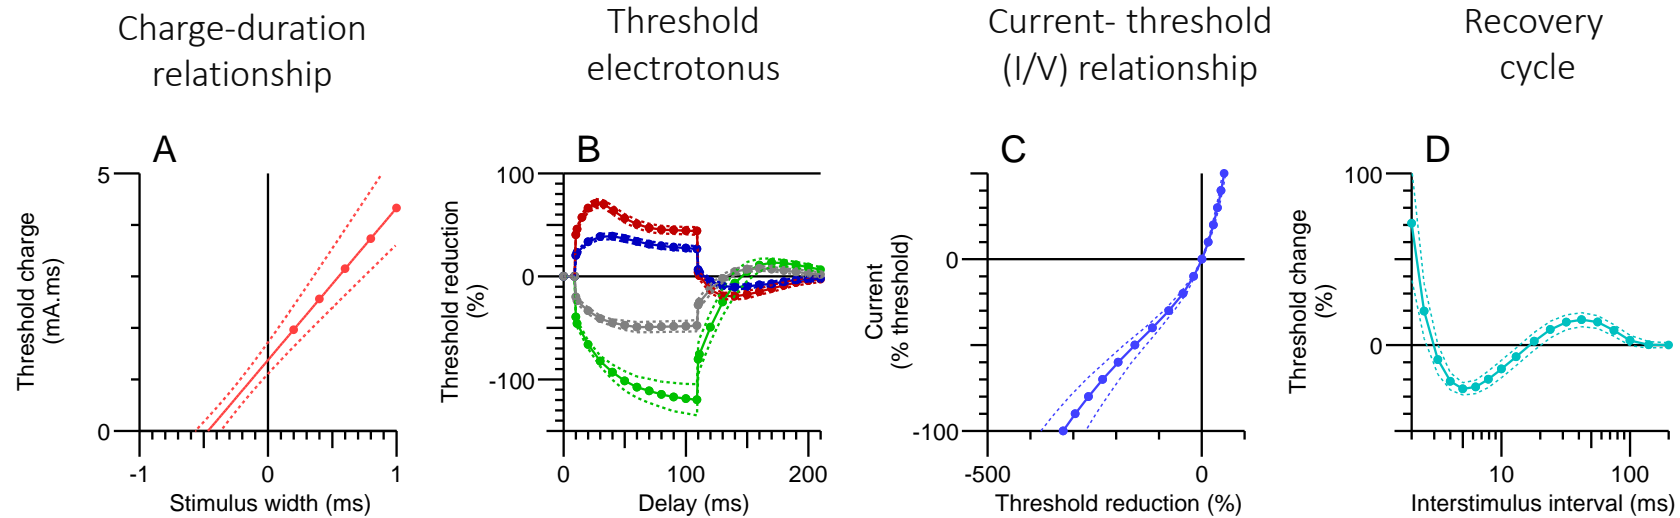 Charge-duration
relationship
Threshold
electrotonus
Current- threshold
(I/V) relationship
Recovery
cycle
A
5
0
-1
0
1
Threshold charge
(mA.ms)
Stimulus width (ms)
B
100
0
-100
0
100
200
Threshold reduction
(%)
Delay (ms)
C
0
-100
-500
0
Current
(% threshold)
Threshold reduction (%)
D
100
0
10
100
Threshold change
(%)
Interstimulus interval (ms)